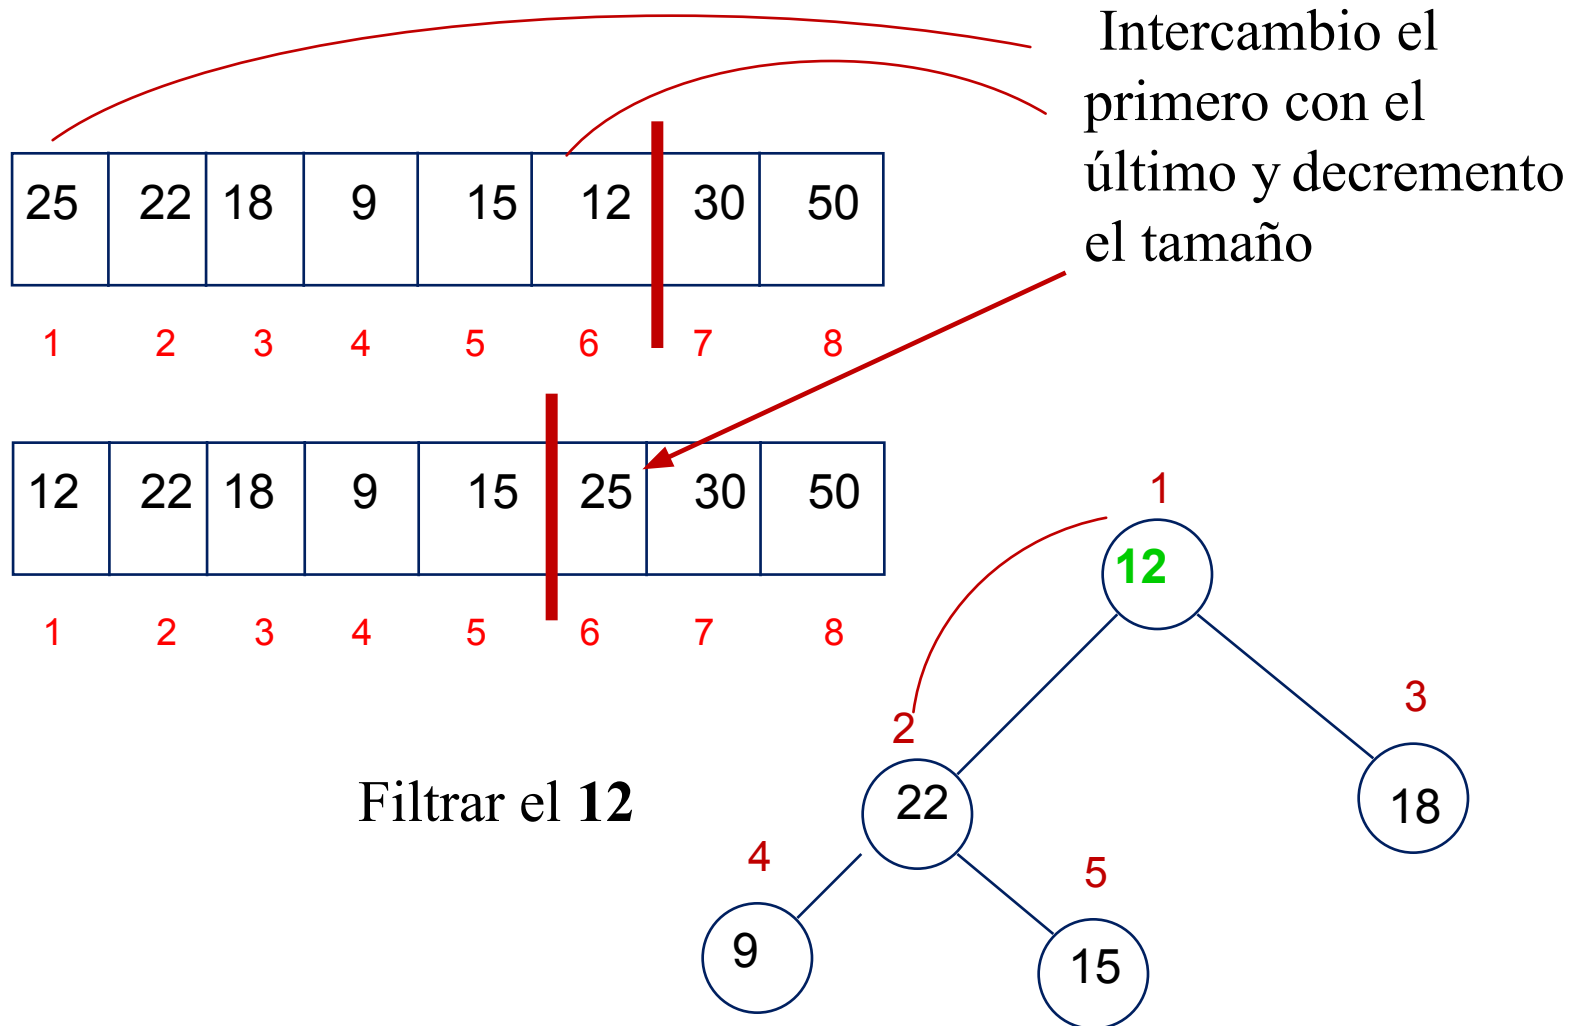 Intercambio el
primero con el
último y decremento
el tamaño
25 22 18 9 15 12 30 50
1 2 3 4 5 6 7 8
12 22 18 9 15 25 30 50
1 2 3 4 5 6 7 8
Filtrar el 12
1
12
2
3
22
18
4
5
9
15